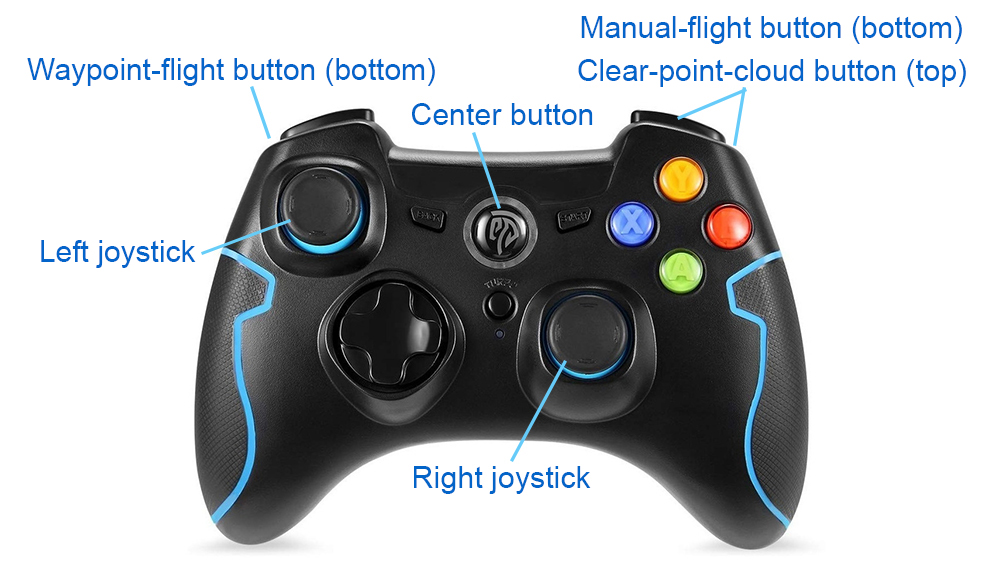 Manual-flight button (bottom)
Waypoint-flight button (bottom)
Clear-point-cloud button (top)
Center button
Y
BACK
START
X
A
Left joystick
TURBO
Right joystick